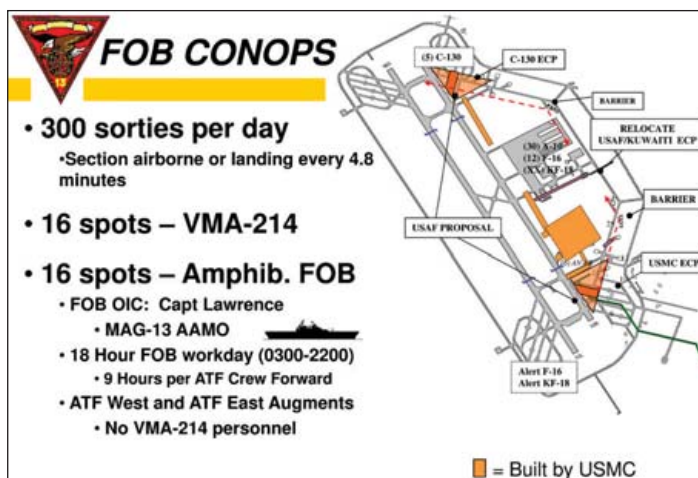 13
FOB CONOPS
• 300 sorties per day
•Section airborne or landing every 4.8
minutes
• 16 spots – VMA-214
• 16 spots – Amphib. FOB
• FOB OIC: Capt Lawrence
• MAG-13 AAMO
• 18 Hour FOB workday (0300-2200)
• 9 Hours per ATF Crew Forward
• ATF West and ATF East Augments
• No VMA-214 personnel
(5) C-130
C-130 ECP
BARRIER
RELOCATE
USAF/KUWAITI ECP
(30) A-10
(12) F-16
(XX) KF-18
BARRIER
USAF PROPOSAL
USMC ECP
Alert F-16
Alert KF-18
= Built by USMC